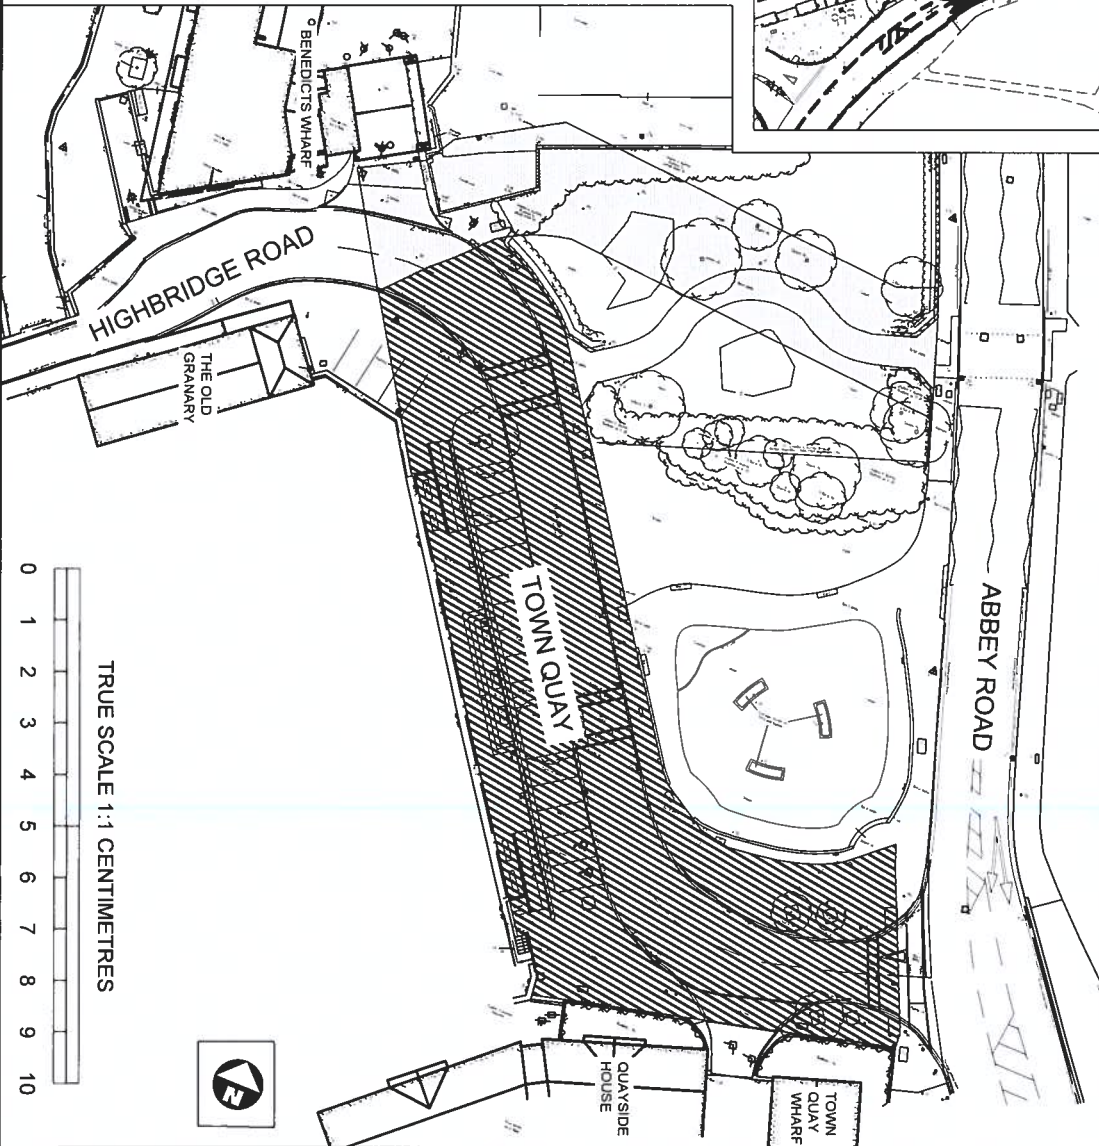 BENEDICTS WHARF
HIGHBRIDGE ROAD
THE OLD
GRANARY
TOWN QUAY
ABBEY ROAD
TRUE SCALE 1:1 CENTIMETRES
0 1 2 3 4 5 6 7 8 9 10
N
QUAYSIDE
HOUSE
TOWN
QUAY
WHARF